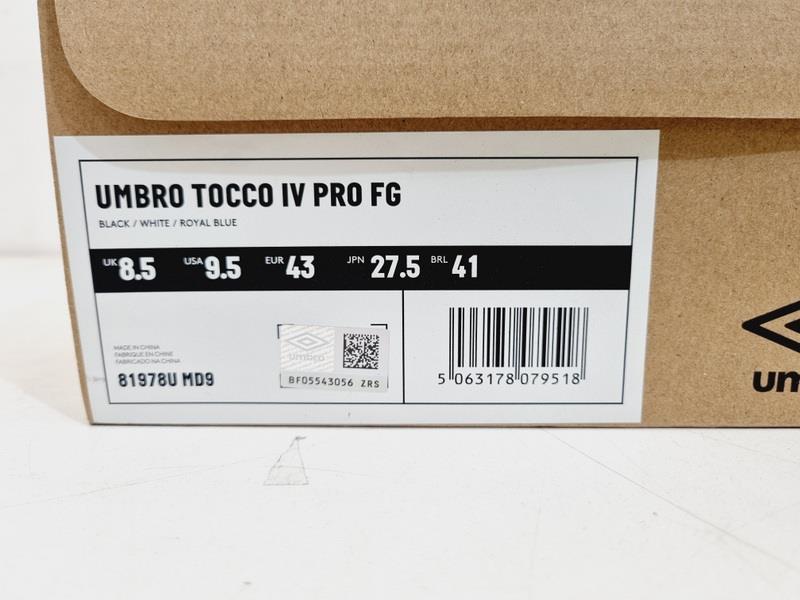 UMBRO TOCCO IV PRO FG
BLACK / WHITE / ROYAL BLUE
UK 8.5 USA 9.5 EUR 43 JPN 27.5 BRL 41
MADE IN CHINA
FABRIQUE EN CHINE
FABRICADO NA CHINA
81978U MD9
umbro
BF05543056 ZRS
5 063178 079518
um